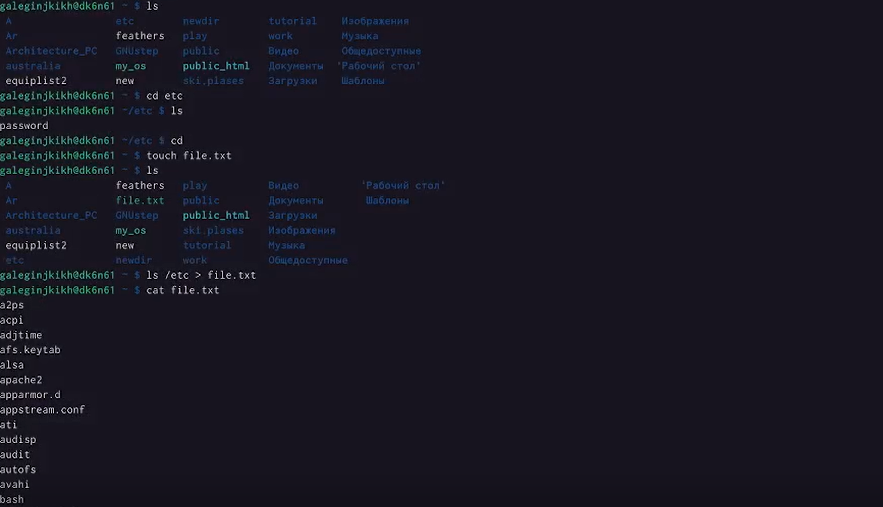 galeginjkikh@dk6n61 ~ $ ls
A etc newdir tutorial Изображения
Ar feathers play work Музыка
Architecture_PC GNUstep public Видео Общедоступные
australia my_os public_html Документы 'Рабочий стол'
equiplist2 new ski.plases Загрузки Шаблоны
galeginjkikh@dk6n61 ~ $ cd etc
galeginjkikh@dk6n61 ~/etc $ ls
password
galeginjkikh@dk6n61 ~/etc $ cd
galeginjkikh@dk6n61 ~ $ touch file.txt
galeginjkikh@dk6n61 ~ $ ls
A feathers play Видео 'Рабочий стол'
Ar file.txt public Документы Шаблоны
Architecture_PC GNUstep public_html Загрузки
australia my_os ski.plases Изображения
equiplist2 new tutorial Музыка
etc newdir work Общедоступные
galeginjkikh@dk6n61 ~ $ ls /etc > file.txt
galeginjkikh@dk6n61 ~ $ cat file.txt
a2ps
acpi
adjtime
afs.keytab
alsa
apache2
apparmor.d
appstream.conf
ati
audisp
audit
autofs
avahi
bash